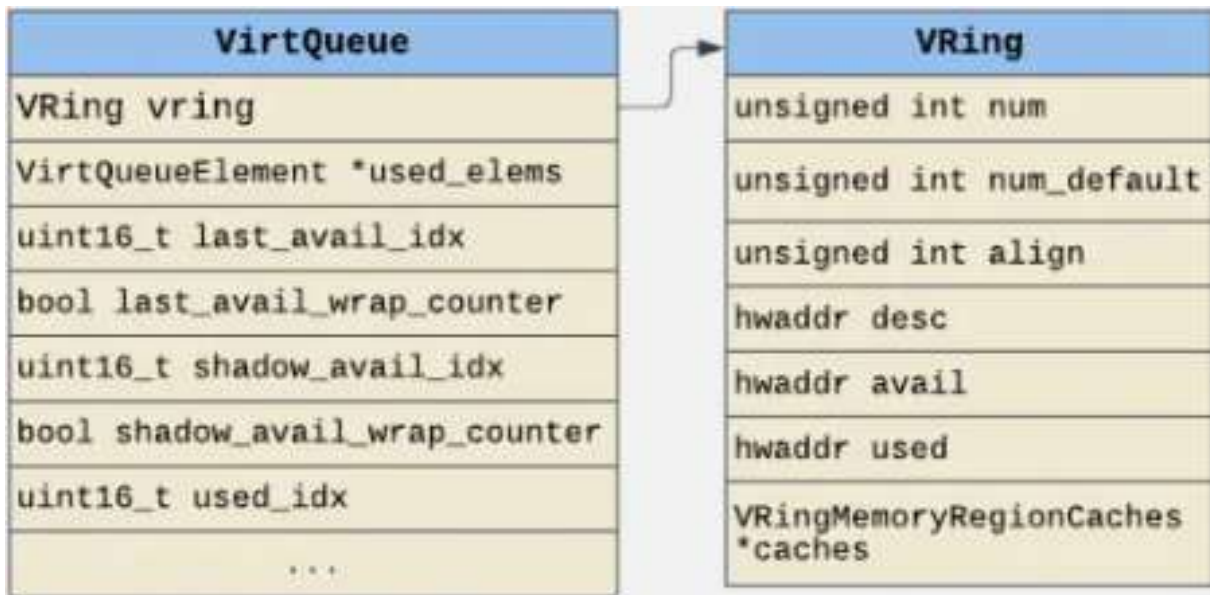 VirtQueue
VRing vring
VirtQueueElement *used_elems
uint16_t last_avail_idx
bool last_avail_wrap_counter
uint16_t shadow_avail_idx
bool shadow_avail_wrap_counter
uint16_t used_idx
...
VRing
unsigned int num
unsigned int num_default
unsigned int align
hwaddr desc
hwaddr avail
hwaddr used
VRingMemoryRegionCaches
*caches